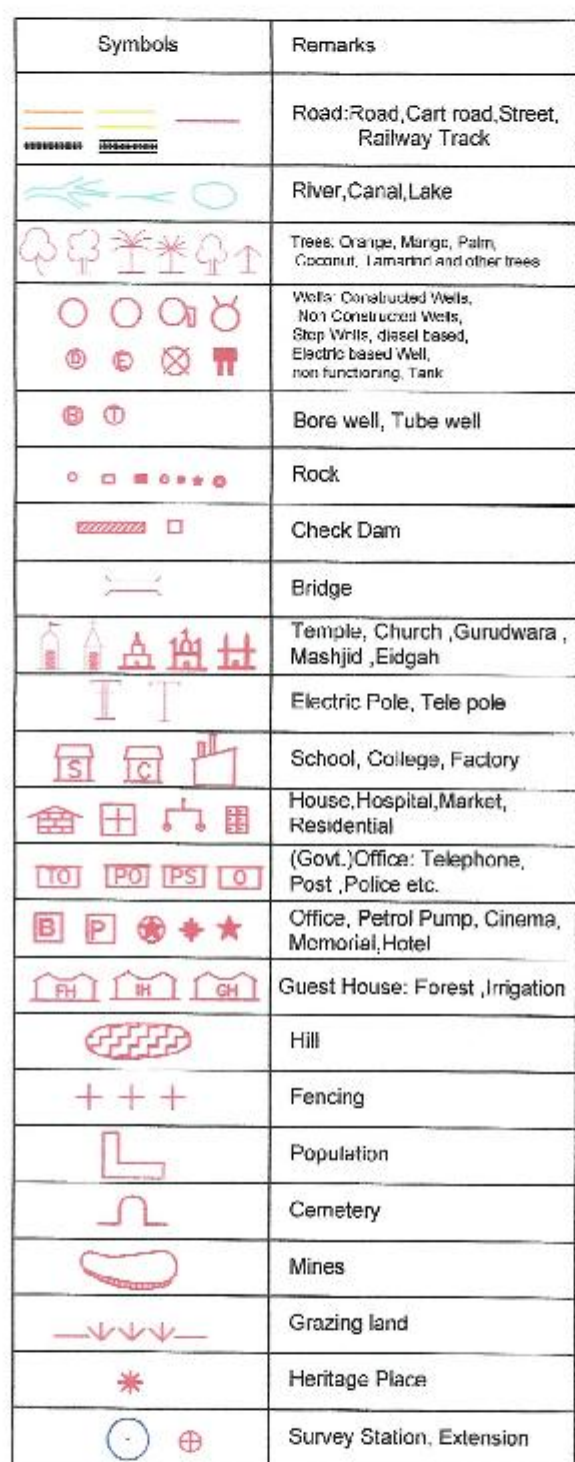 Symbols Remarks
Road:Road,Cart road,Street,
Railway Track
River,Canal,Lake
Trees: Orange, Mango, Palm,
Coconut, Tamarind and other trees
Wells: Constructed Wells,
Non Constructed Wells,
Step Wells, diesel based,
Electric based Well,
non functioning, Tank
D E
B T
Bore well, Tube well
Rock
Check Dam
Bridge
Temple, Church ,Gurudwara ,
Mashjid ,Eidgah
Electric Pole, Tele pole
S C
School, College, Factory
House,Hospital,Market,
Residential
TO PO PS O
(Govt.)Office: Telephone,
Post ,Police etc.
B P
Office, Petrol Pump, Cinema,
Memorial,Hotel
FH IH GH
Guest House: Forest ,Irrigation
Hill
Fencing
Population
Cemetery
Mines
Grazing land
Heritage Place
Survey Station, Extension